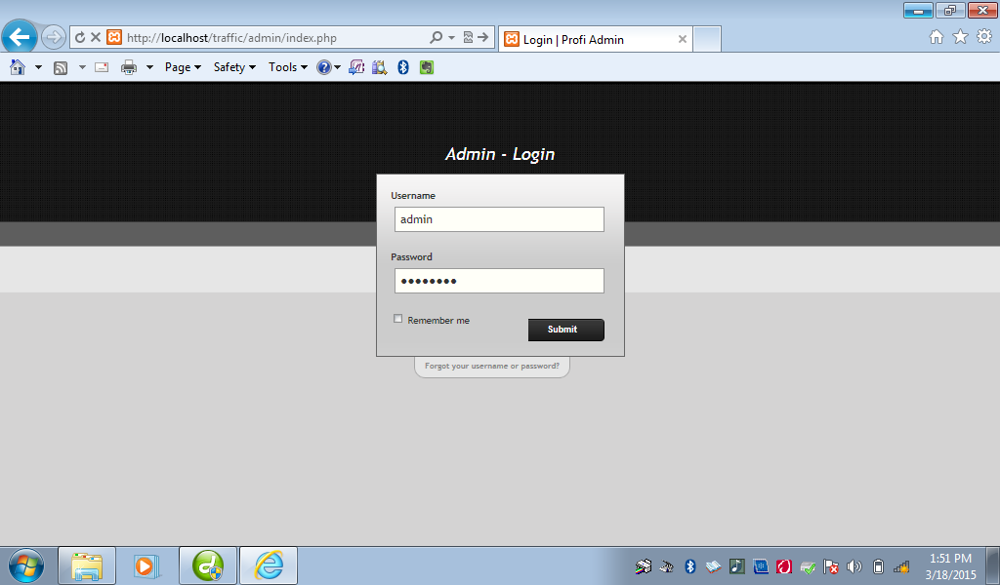 http://localhost/traffic/admin/index.php
Login | Profi Admin
Page Safety Tools
Admin - Login
Username
admin
Password
Remember me
Submit
Forgot your username or password?
1:51 PM
3/18/2015